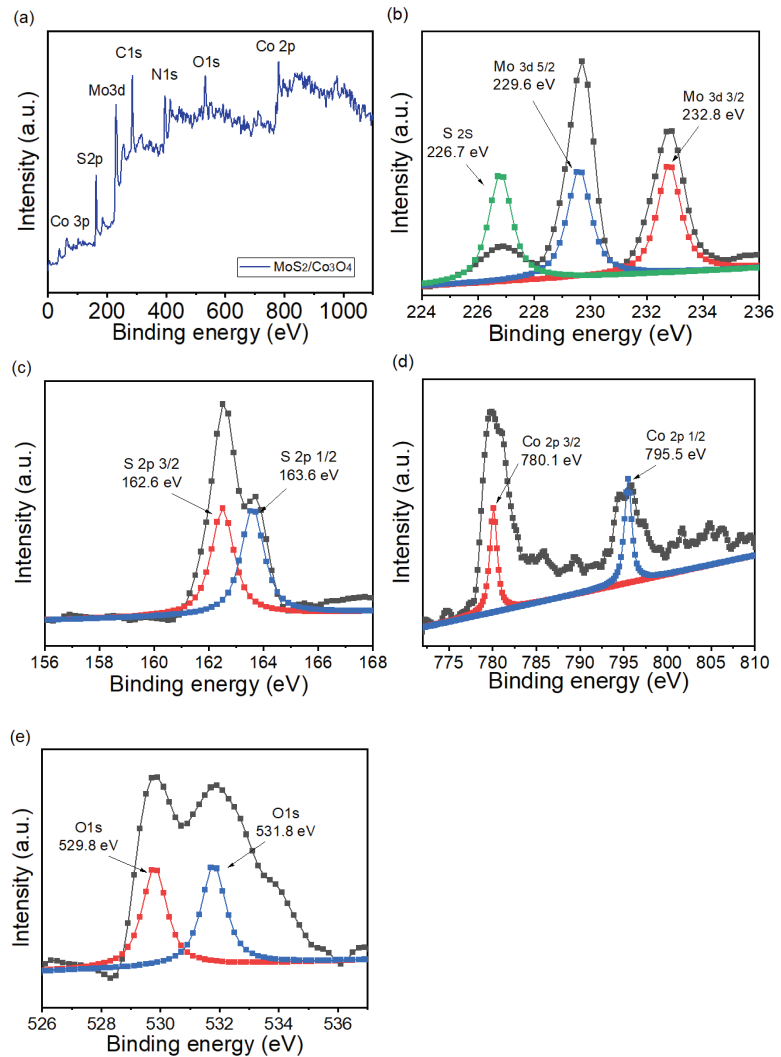 (a)
C1s
Co 2p
N1s
O1s
Mo3d
S2p
Co 3p
MoS2/Co3O4
Intensity (a.u.)
0 200 400 600 800 1000
Binding energy (eV)
(b)
Mo 3d 5/2
229.6 eV
Mo 3d 3/2
232.8 eV
S 2S
226.7 eV
Intensity (a.u.)
224 226 228 230 232 234 236
Binding energy (eV)
(c)
S 2p 3/2
162.6 eV
S 2p 1/2
163.6 eV
Intensity (a.u.)
156 158 160 162 164 166 168
Binding energy (eV)
(d)
Co 2p 3/2
780.1 eV
Co 2p 1/2
795.5 eV
Intensity (a.u.)
775 780 785 790 795 800 805 810
Binding energy (eV)
(e)
O1s
529.8 eV
O1s
531.8 eV
Intensity (a.u.)
526 528 530 532 534 536
Binding energy (eV)